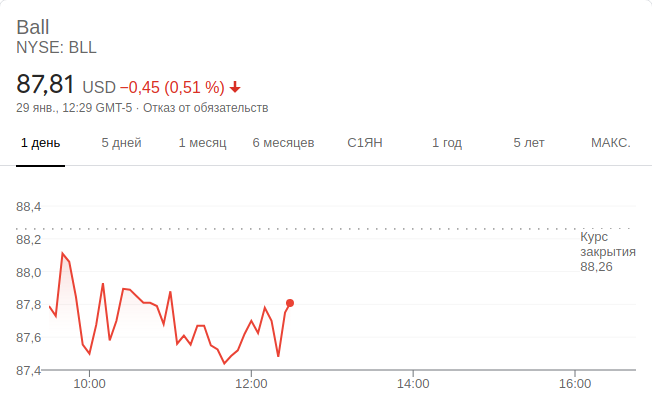 Ball
NYSE: BLL
87,81 USD −0,45 (0,51 %)
29 янв., 12:29 GMT-5 · Отказ от обязательств
1 день 5 дней 1 месяц 6 месяцев С1ЯН 1 год 5 лет МАКС.
88,4
88,2
88,0
87,8
87,6
87,4
Курс
закрытия
88,26
10:00 12:00 14:00 16:00